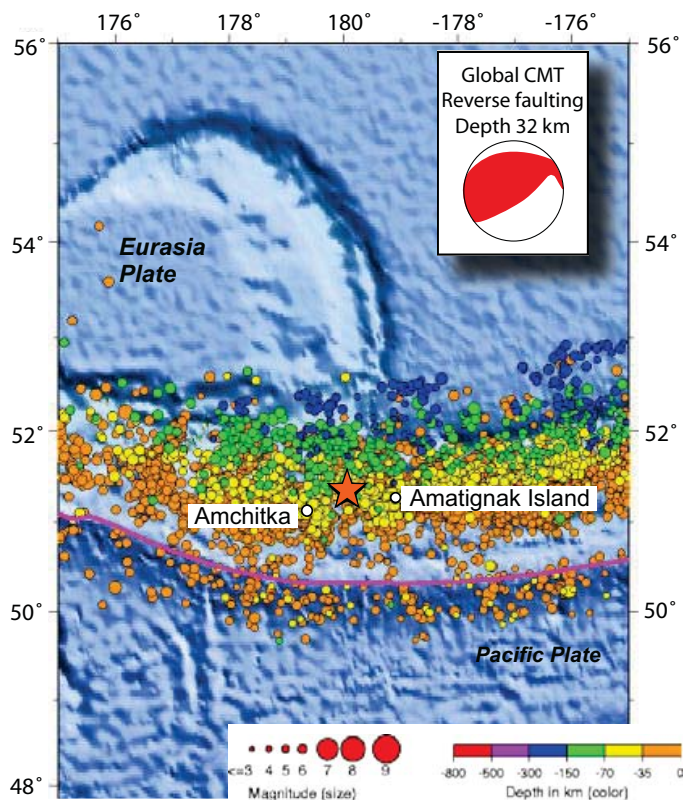 176° 178° 180° -178° -176°
56° 56°
Global CMT
Reverse faulting
Depth 32 km
54° 54°
Eurasia
Plate
52° 52°
Amatignak Island
Amchitka
50° 50°
Pacific Plate
48°
<=3 4 5 6 7 8 9
Magnitude (size)
-800 -500 -300 -150 -70 -35 0
Depth in km (color)